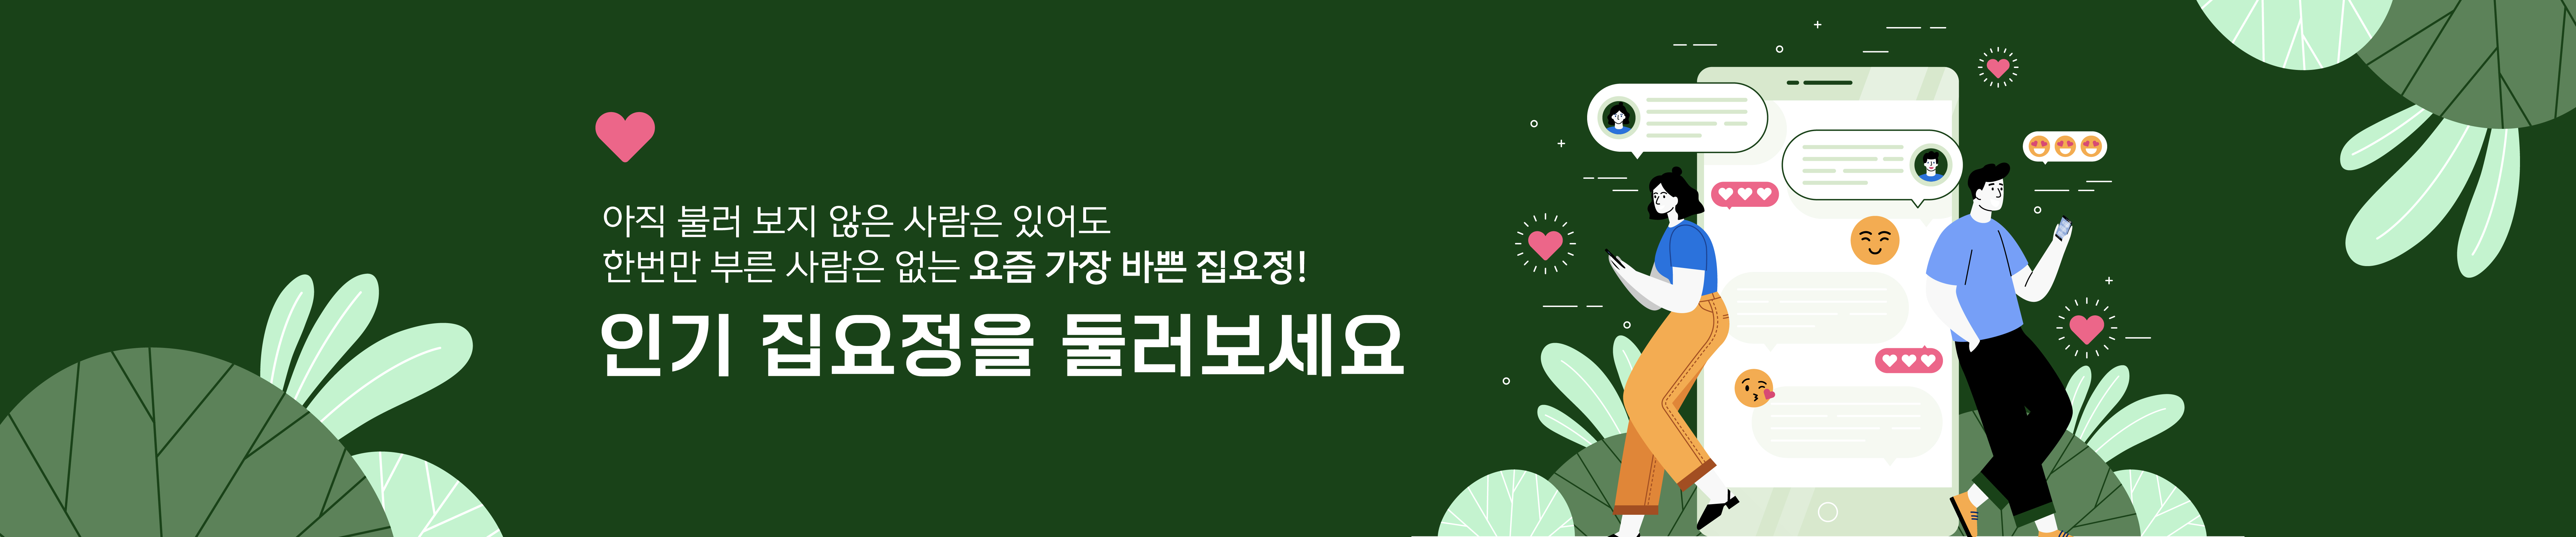 아직 불러 보지 않은 사람은 있어도
한번만 부른 사람은 없는 요즘 가장 바쁜 집요정!
인기 집요정을 둘러보세요